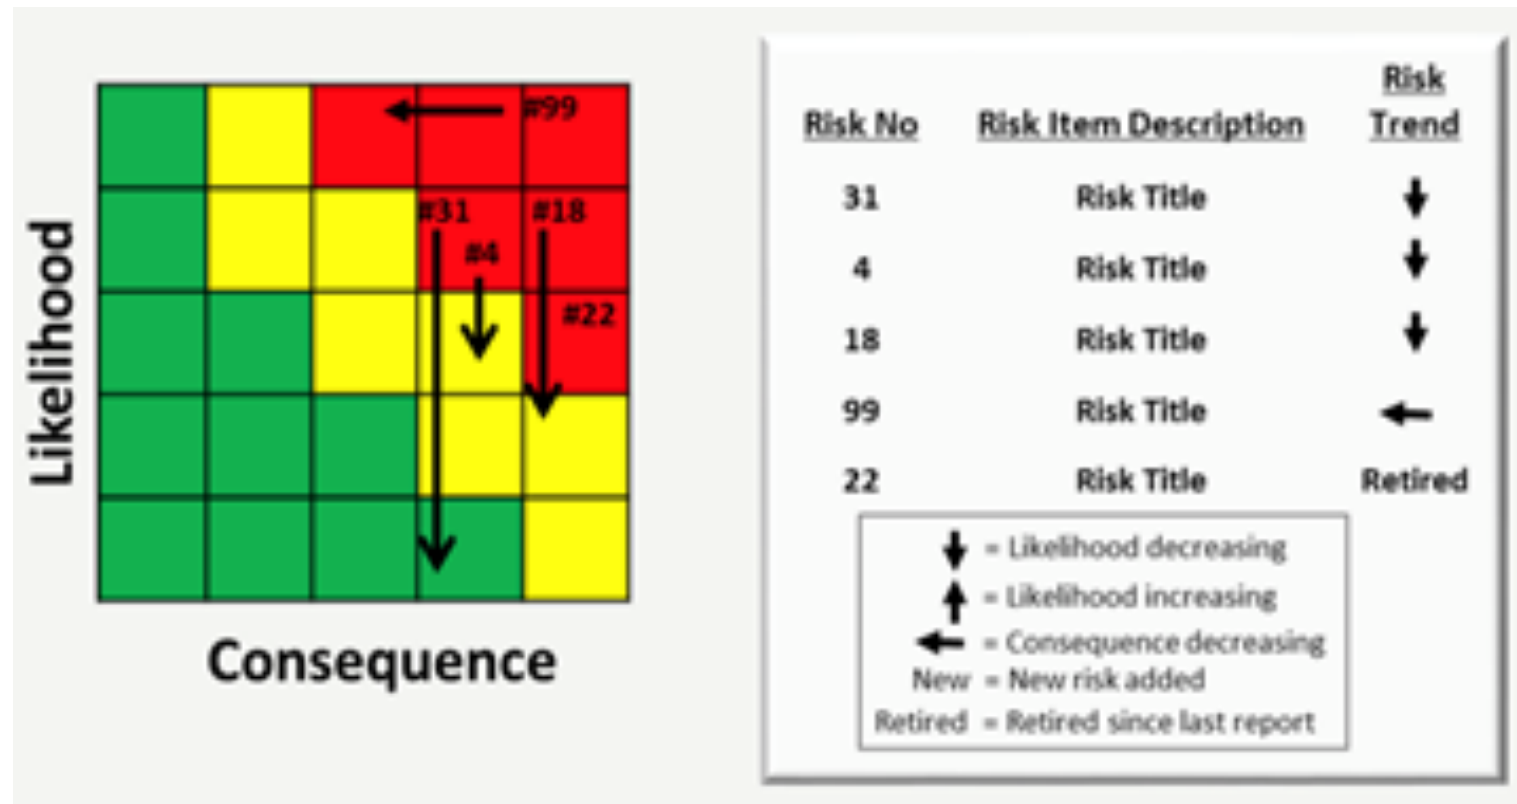 Likelihood
#99
#31
#18
#4
#22
Consequence
Risk No Risk Item Description Risk Trend
31 Risk Title
4 Risk Title
18 Risk Title
99 Risk Title
22 Risk Title Retired
= Likelihood decreasing
= Likelihood increasing
= Consequence decreasing
New = New risk added
Retired = Retired since last report